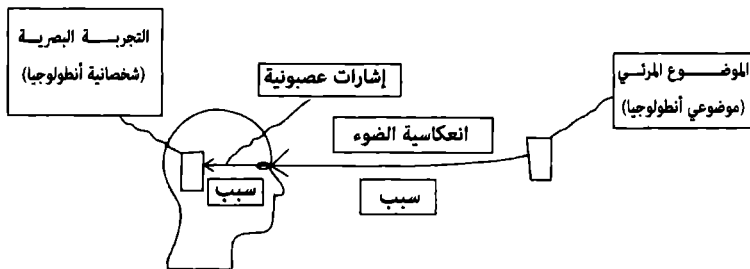 التجربة البصرية
(شخصانية أنطولوجيا)
إشارات عصبونية
الموضوع المرئي
(موضوعي أنطولوجيا)
انعكاسية الضوء
سبب
سبب